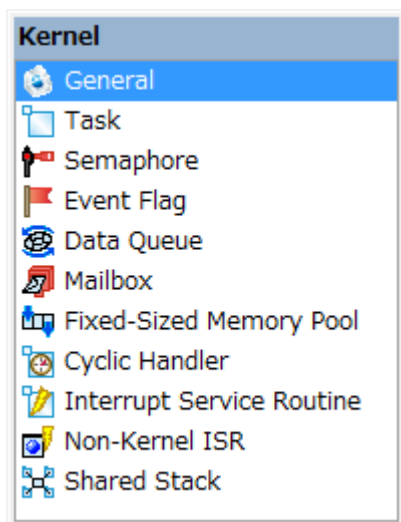 Kernel
General
Task
Semaphore
Event Flag
Data Queue
Mailbox
Fixed-Sized Memory Pool
Cyclic Handler
Interrupt Service Routine
Non-Kernel ISR
Shared Stack